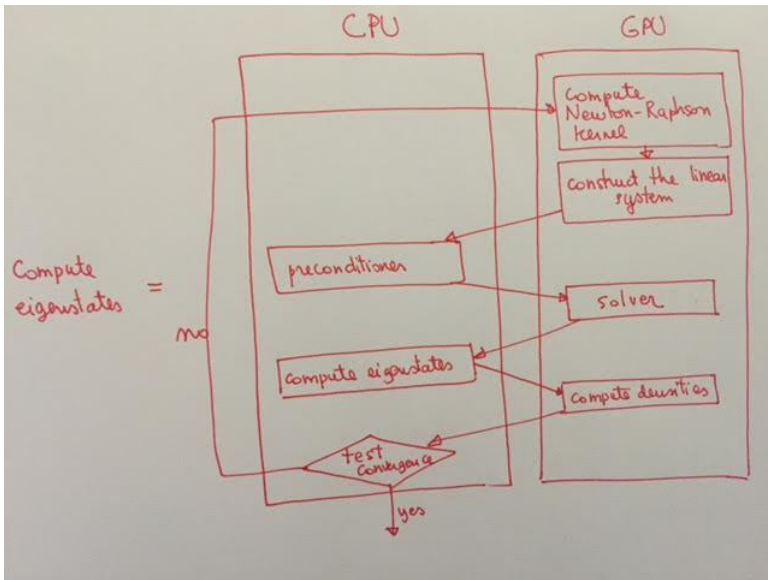 CPU
GPU
compute
Newton-Raphson
kernel
construct the linear
system
preconditioner
Compute
eigenstates =
no
solver
compute eigenstates
compute densities
test
convergence
yes